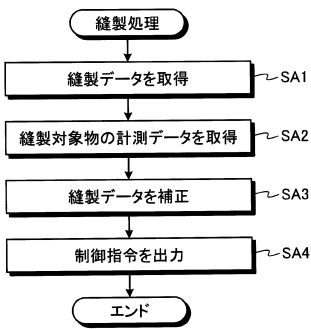 縫製処理
縫製データを取得
SA1
縫製対象物の計測データを取得
SA2
縫製データを補正
SA3
制御指令を出力
SA4
エンド